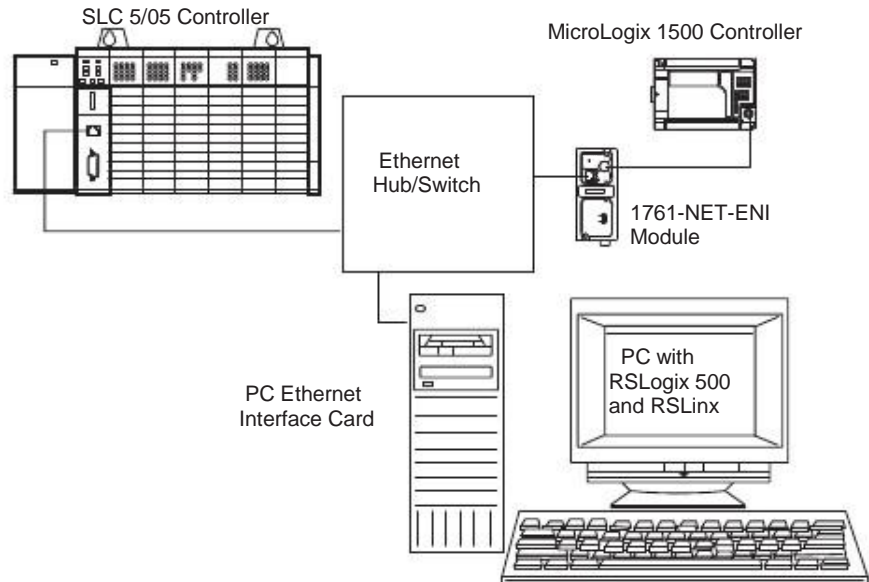 SLC 5/05 Controller
MicroLogix 1500 Controller
Ethernet
Hub/Switch
1761-NET-ENI
Module
PC Ethernet
Interface Card
PC with
RSLogix 500
and RSLinx